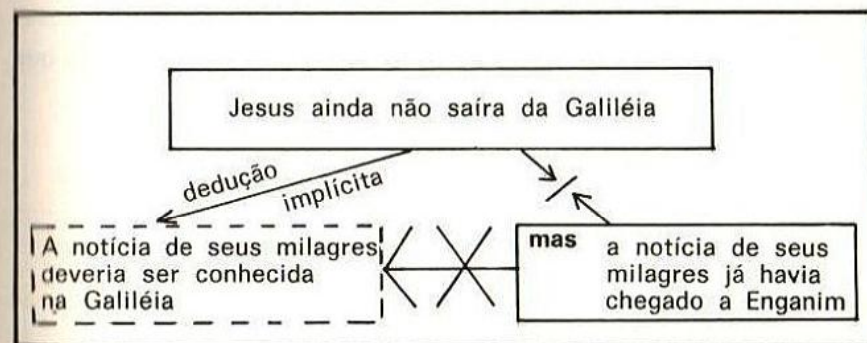 Jesus ainda não saíra da Galiléia
dedução
implícita
A notícia de seus milagres
deveria ser conhecida
na Galiléia
mas a notícia de seus
milagres já havia
chegado a Enganim